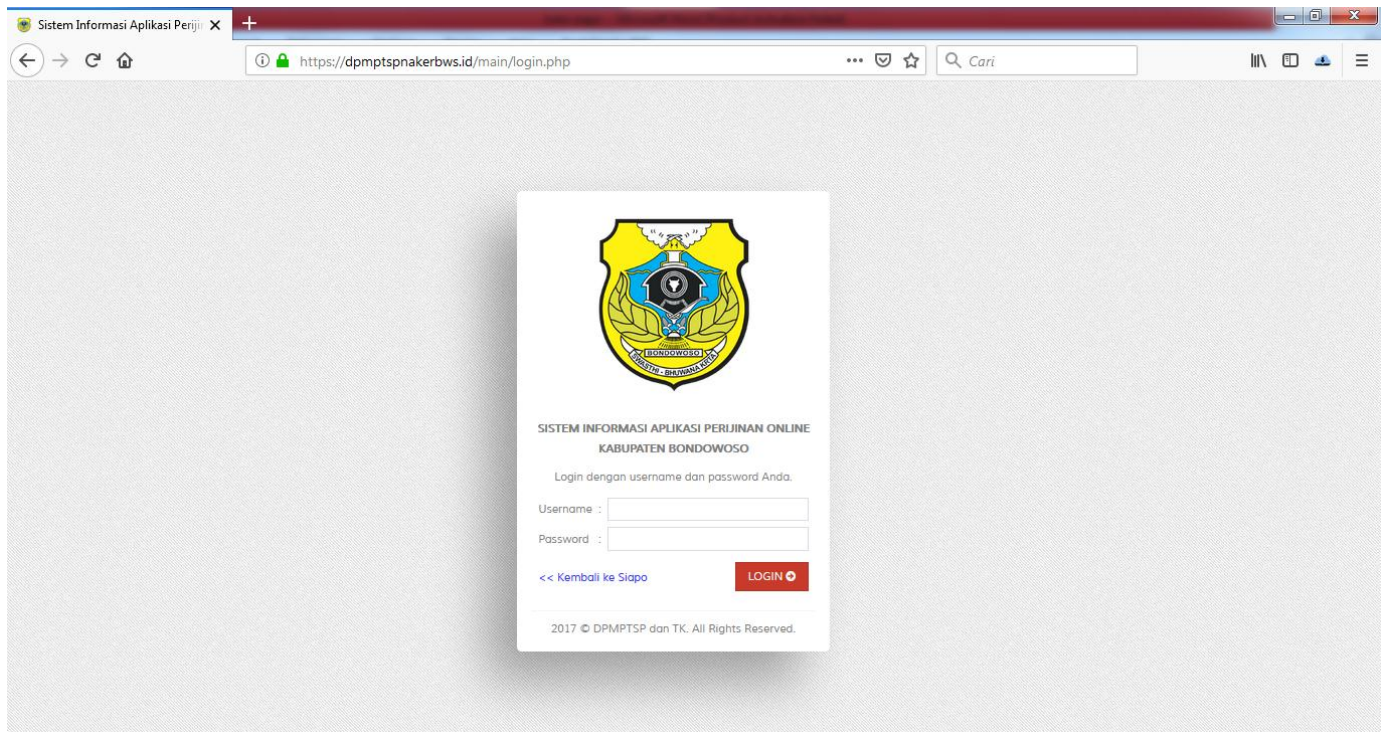 Sistem Informasi Aplikasi Perijin
https://dpmptspnakerbws.id/main/login.php
Cari
BONDOWOSO
SWASTHI - BHUWANA KRTA
SISTEM INFORMASI APLIKASI PERIJINAN ONLINE
KABUPATEN BONDOWOSO
Login dengan username dan password Anda.
Username :
Password :
<< Kembali ke Siapo
LOGIN
2017 © DPMPTSP dan TK. All Rights Reserved.